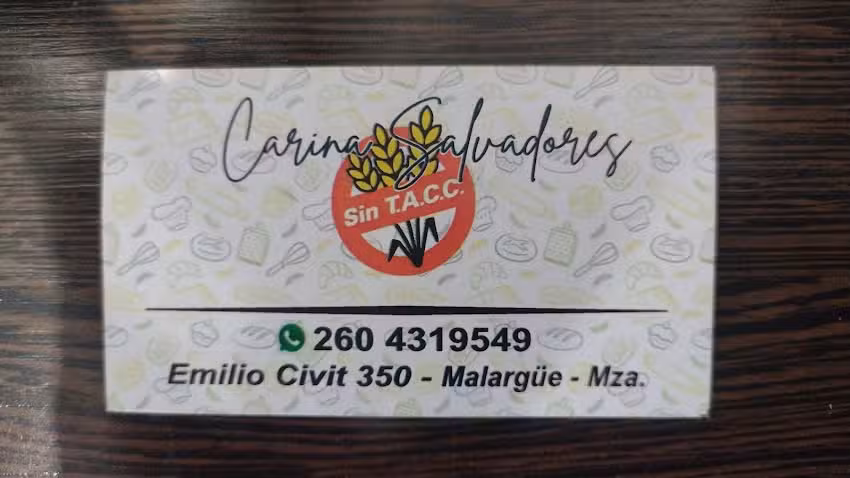 Carina Salvadores
Sin T.A.C.C.
260 4319549
Emilio Civit 350 - Malargüe - Mza.